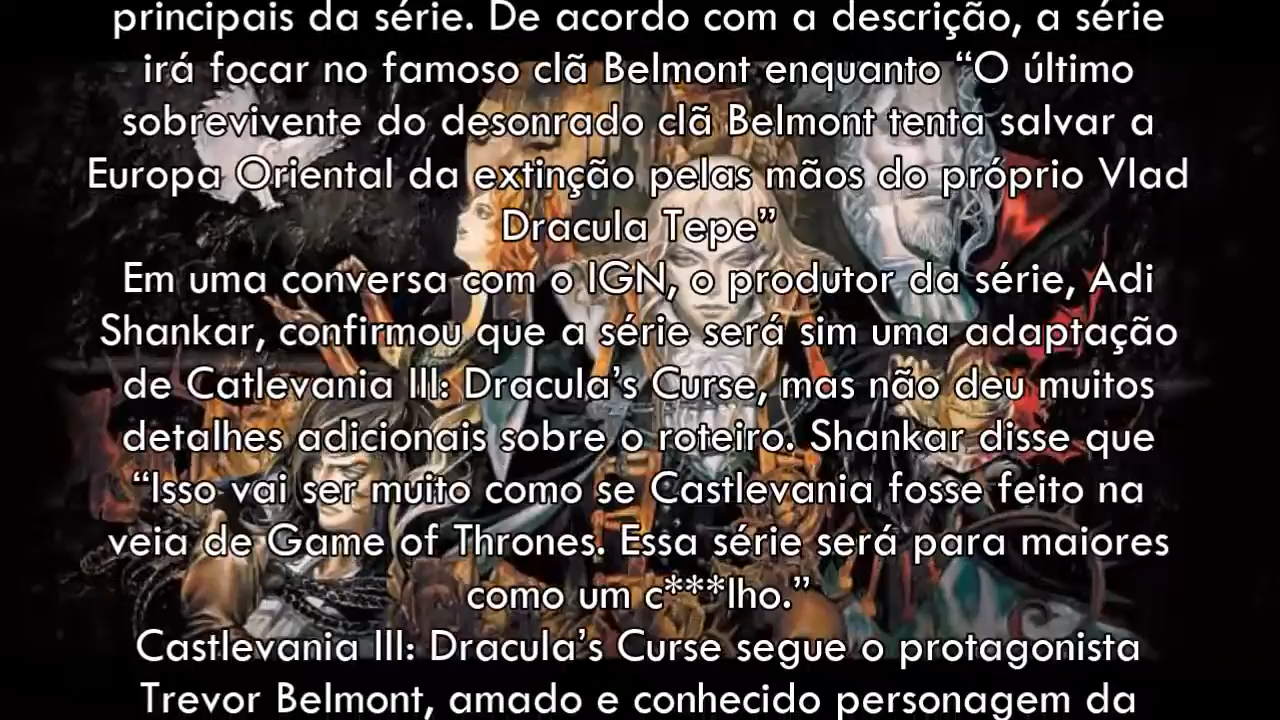 principais da série. De acordo com a descrição, a série
irá focar no famoso clã Belmont enquanto “O último
sobrevivente do desonrado clã Belmont tenta salvar a
Europa Oriental da extinção pelas mãos do próprio Vlad
Dracula Tepe”
Em uma conversa com o IGN, o produtor da série, Adi
Shankar, confirmou que a série será sim uma adaptação
de Catlevania III: Dracula’s Curse, mas não deu muitos
detalhes adicionais sobre o roteiro. Shankar disse que
“Isso vai ser muito como se Castlevania fosse feito na
veia de Game of Thrones. Essa série será para maiores
como um c***lho.”
Castlevania III: Dracula’s Curse segue o protagonista
Trevor Belmont, amado e conhecido personagem da